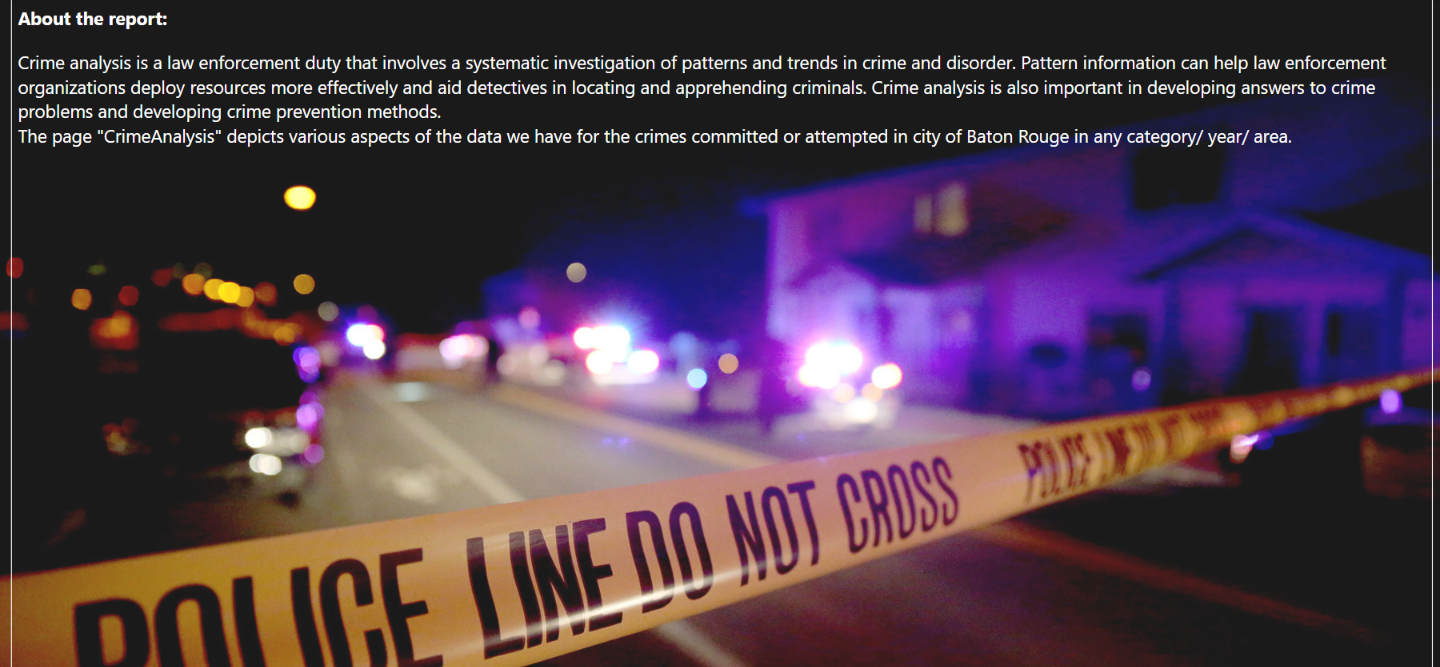 About the report:
Crime analysis is a law enforcement duty that involves a systematic investigation of patterns and trends in crime and disorder. Pattern information can help law enforcement
organizations deploy resources more effectively and aid detectives in locating and apprehending criminals. Crime analysis is also important in developing answers to crime
problems and developing crime prevention methods.
The page "CrimeAnalysis" depicts various aspects of the data we have for the crimes committed or attempted in city of Baton Rouge in any category/ year/ area.
POLICE LINE DO NOT CROSS
POLICE LINE DO NOT CROSS